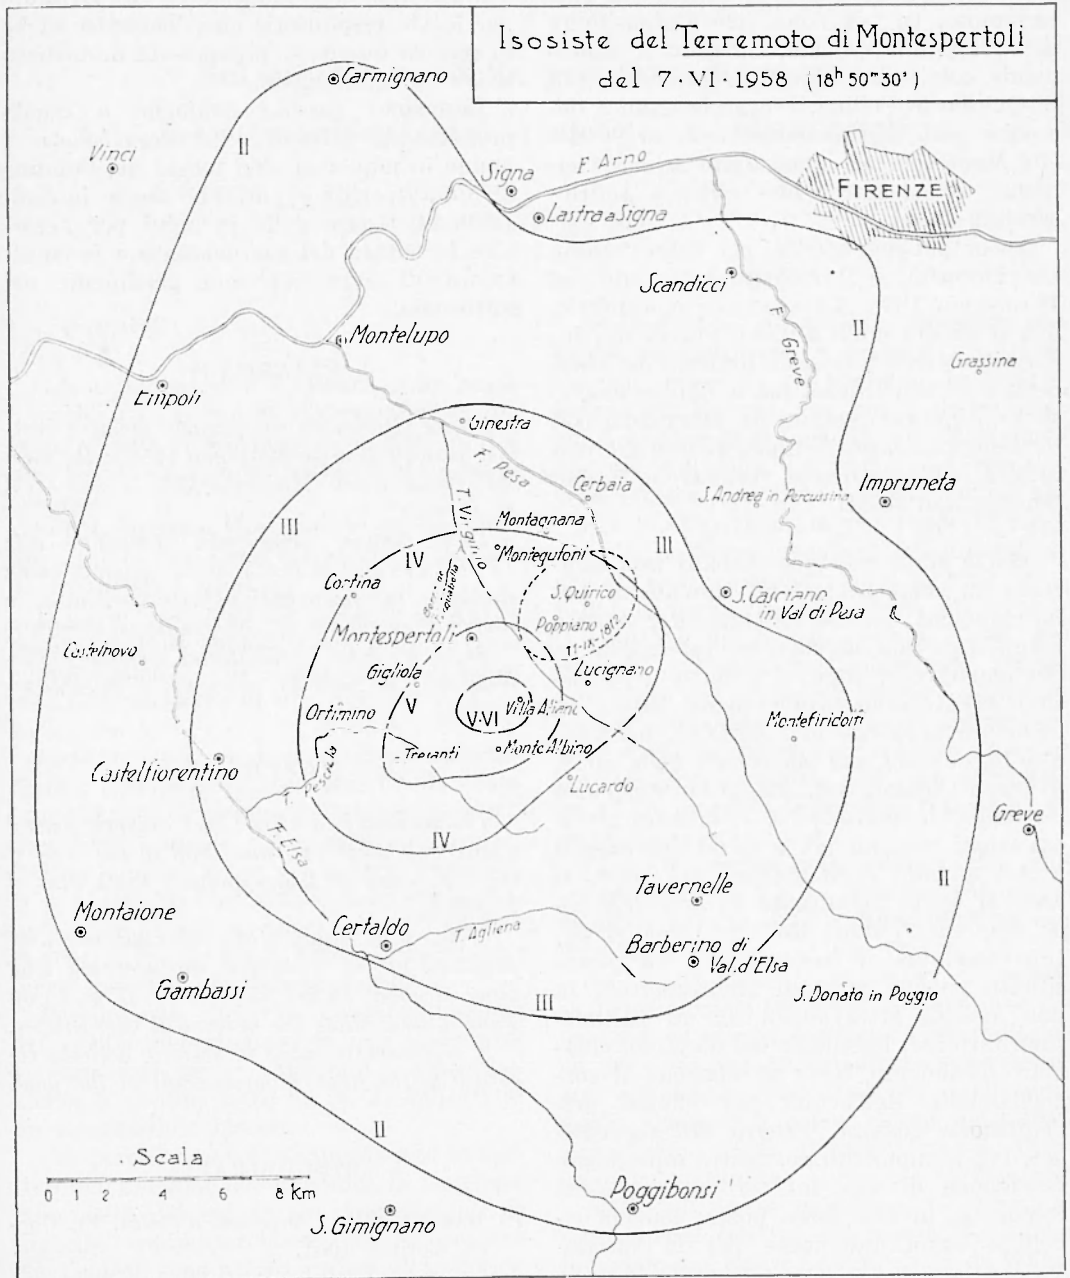 Isosiste del Terremoto di Montespertoli
del 7·VI·1958 (18ʰ 50ᵐ 30ˢ)
Carmignano
II
Vinci
Signa
F. Arno
FIRENZE
Lastra a Signa
Scandicci
F. Greve
II
Montelupo
Grassina
Empoli
Ginestra
F. Pesa
Cerbaia
S. Andrea in Percussina
Impruneta
III
T. Virginio
Montagnana
III
IV
Montegufoni
Cortina
S. Quirico
S. Casciano
in Val di Pesa
Poppiano
Montespertoli
Castelnovo
Gigliola
Lucignano
V
V-VI
Ortimino
Montefiridolfi
Tresanti
Monte Albino
Castelfiorentino
T. Pesciola
Lucardo
Greve
F. Elsa
IV
II
Tavernelle
Montaione
Certaldo
T. Agliena
Barberino di
Val d'Elsa
Gambassi
S. Donato in Poggio
III
II
Scala
0 1 2 4 6 8 Km
Poggibonsi
S. Gimignano